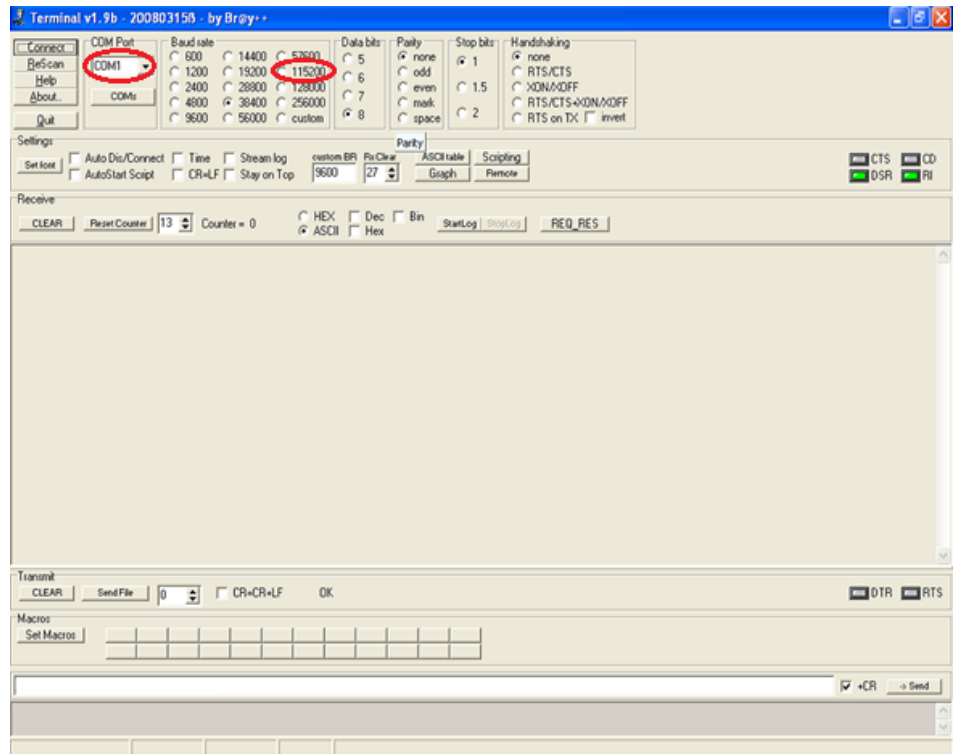 Terminal v1.9b - 20080315ß - by Br@y++
Connect
ReScan
Help
About..
Quit
COM Port
COM1
COMs
Baud rate
600 14400 57600
1200 19200 115200
2400 28800 128000
4800 38400 256000
9600 56000 custom
Data bits
5
6
7
8
Parity
none
odd
even
mark
space
Stop bits
1
1.5
2
Handshaking
none
RTS/CTS
XON/XOFF
RTS/CTS+XON/XOFF
RTS on TX invert
Parity
Settings
Set font
Auto Dis/Connect Time Stream log
AutoStart Script CR=LF Stay on Top
custom BR Rx Clear
9600 27
ASCII table Scripting
Graph Remote
CTS CD
DSR RI
Receive
CLEAR Reset Counter 13 Counter = 0
HEX Dec Bin
ASCII Hex
StartLog StopLog REQ_RES
Transmit
CLEAR Send File 0 CR=CR+LF OK
DTR RTS
Macros
Set Macros
+CR -> Send